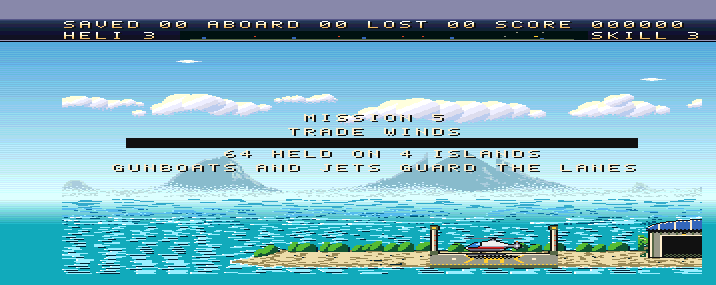 SAVED 00 ABOARD 00 LOST 00 SCORE 000000
HELI 3 SKILL 3
MISSION 5
TRADE WINDS
64 HELD ON 4 ISLANDS
GUNBOATS AND JETS GUARD THE LANES